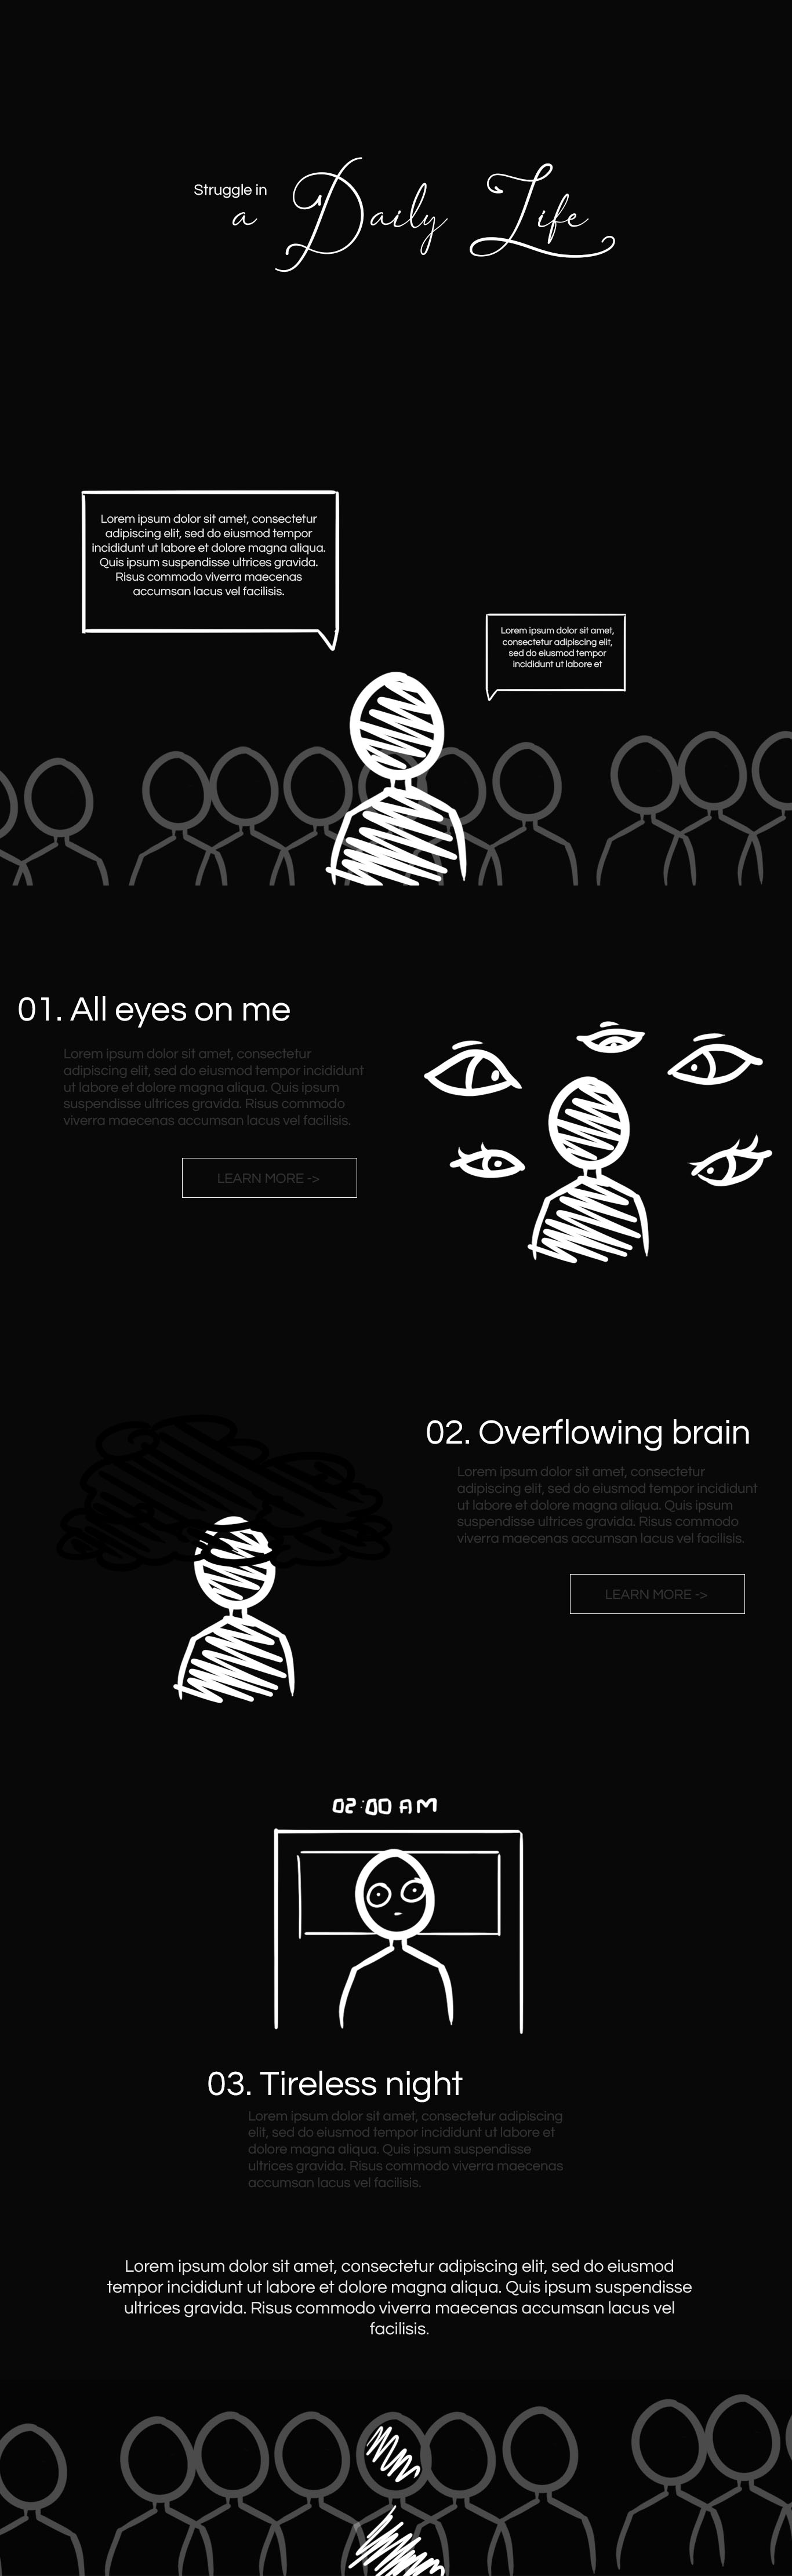 Struggle in
a Daily Life
Lorem ipsum dolor sit amet, consectetur
adipiscing elit, sed do eiusmod tempor
incididunt ut labore et dolore magna aliqua.
Quis ipsum suspendisse ultrices gravida.
Risus commodo viverra maecenas
accumsan lacus vel facilisis.
Lorem ipsum dolor sit amet,
consectetur adipiscing elit,
sed do eiusmod tempor
incididunt ut labore et
01. All eyes on me
Lorem ipsum dolor sit amet, consectetur
adipiscing elit, sed do eiusmod tempor incididunt
ut labore et dolore magna aliqua. Quis ipsum
suspendisse ultrices gravida. Risus commodo
viverra maecenas accumsan lacus vel facilisis.
LEARN MORE ->
02. Overflowing brain
Lorem ipsum dolor sit amet, consectetur
adipiscing elit, sed do eiusmod tempor incididunt
ut labore et dolore magna aliqua. Quis ipsum
suspendisse ultrices gravida. Risus commodo
viverra maecenas accumsan lacus vel facilisis.
LEARN MORE ->
02:00 AM
03. Tireless night
Lorem ipsum dolor sit amet, consectetur adipiscing
elit, sed do eiusmod tempor incididunt ut labore et
dolore magna aliqua. Quis ipsum suspendisse
ultrices gravida. Risus commodo viverra maecenas
accumsan lacus vel facilisis.
Lorem ipsum dolor sit amet, consectetur adipiscing elit, sed do eiusmod
tempor incididunt ut labore et dolore magna aliqua. Quis ipsum suspendisse
ultrices gravida. Risus commodo viverra maecenas accumsan lacus vel
facilisis.